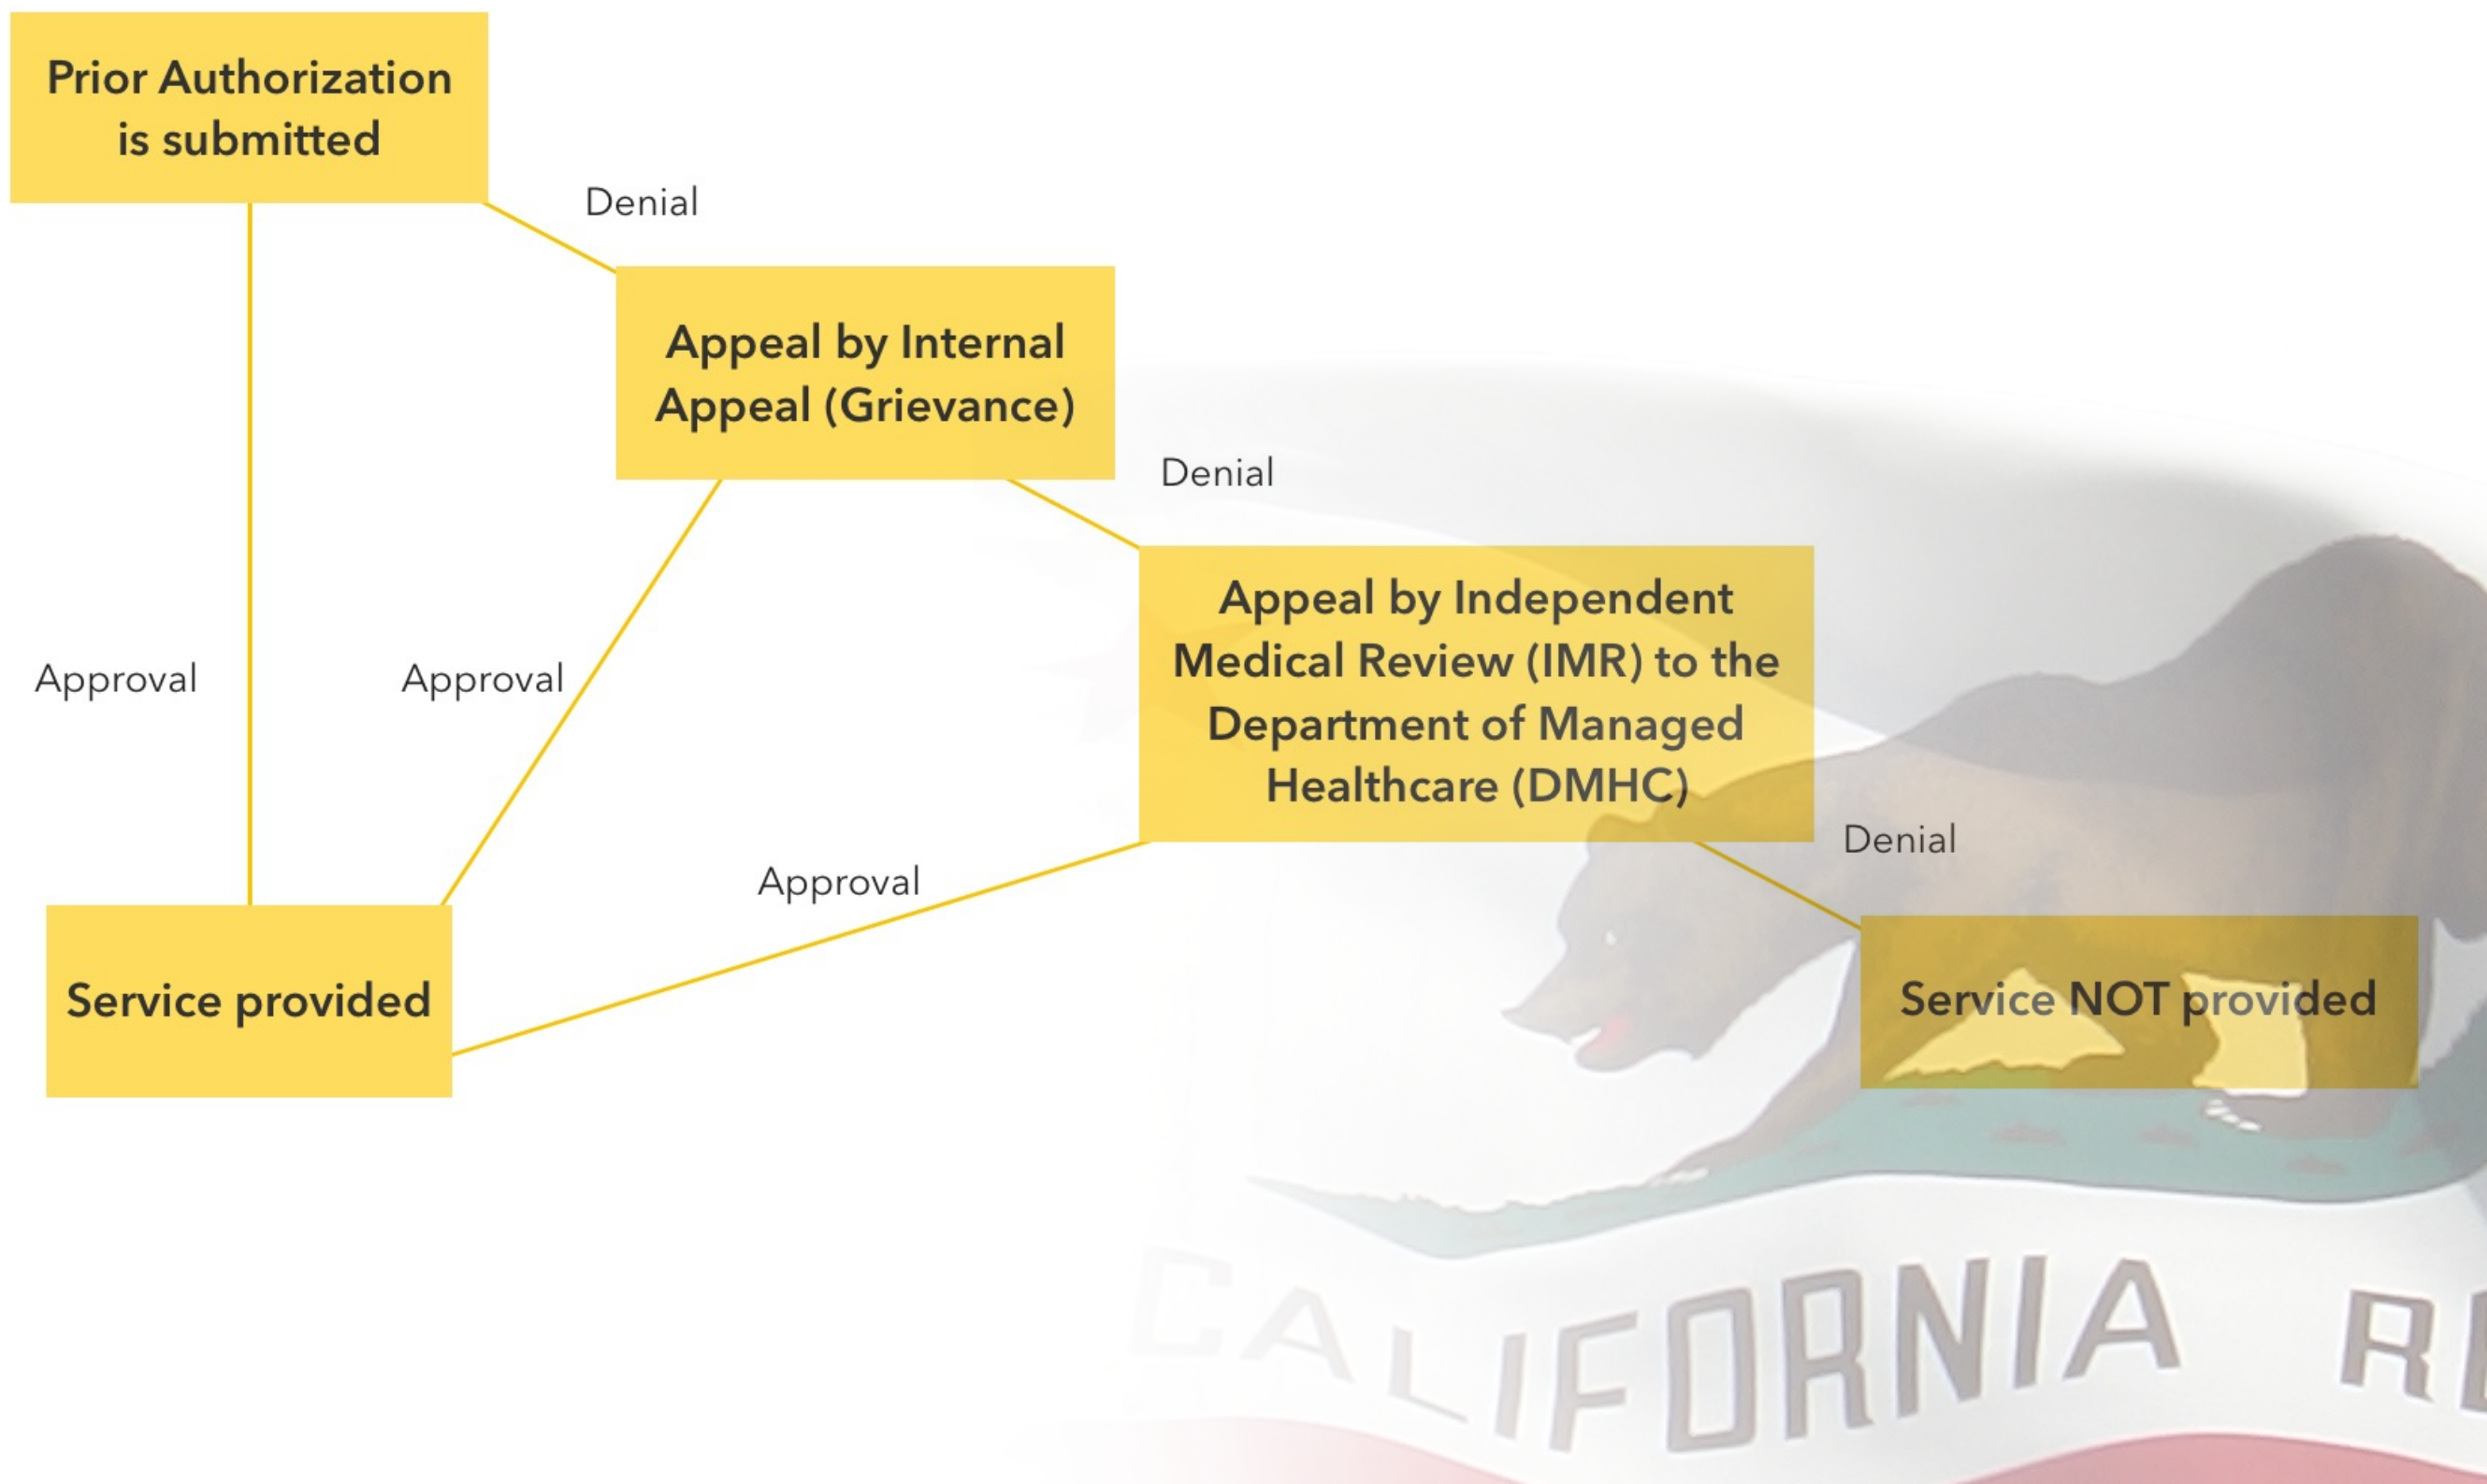 Prior Authorization
is submitted
Denial
Appeal by Internal
Appeal (Grievance)
Denial
Appeal by Independent
Medical Review (IMR) to the
Department of Managed
Healthcare (DMHC)
Approval
Approval
Approval
Denial
Service provided
Service NOT provided
CALIFORNIA